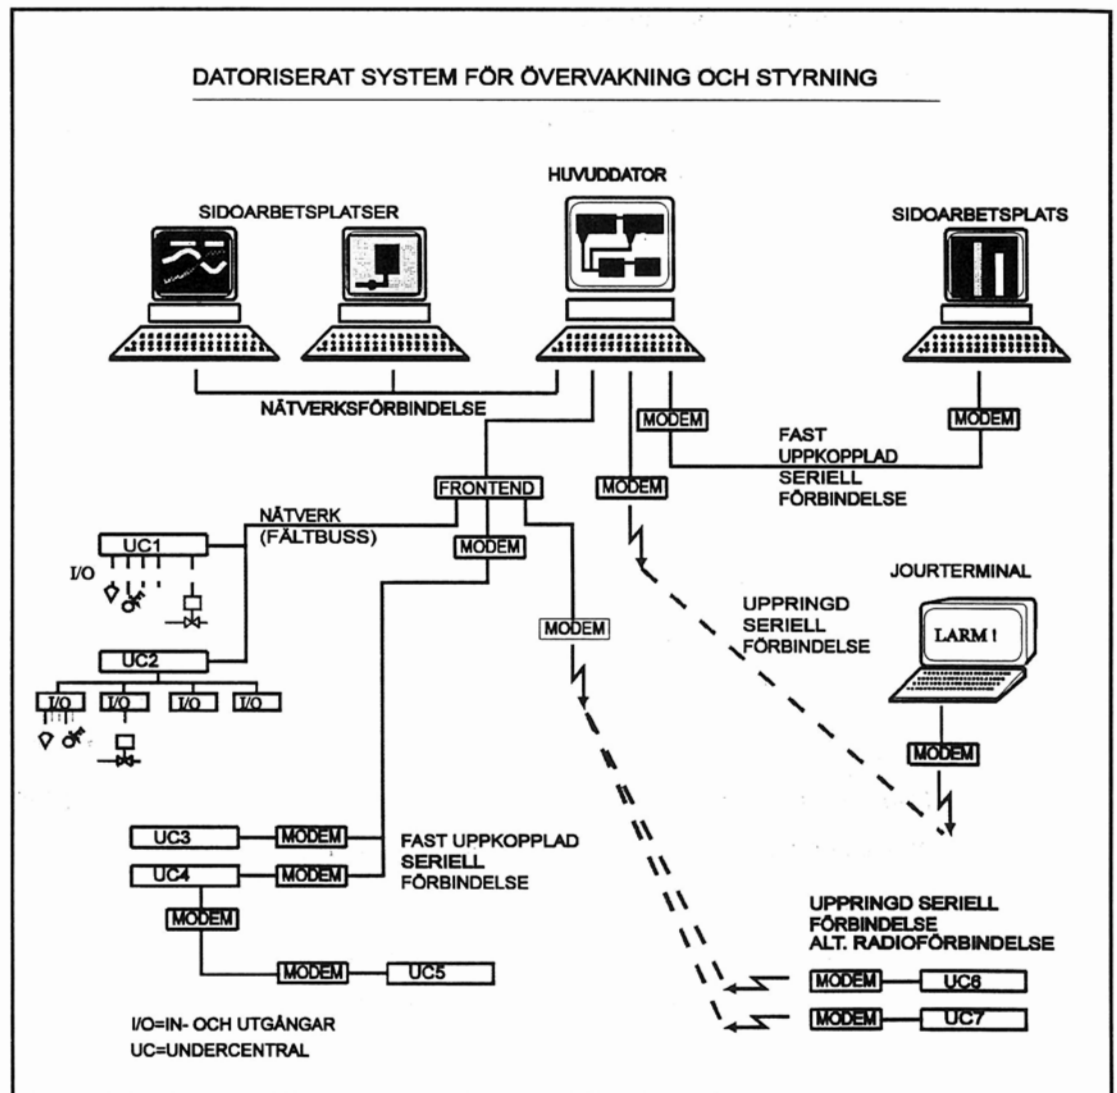 DATORISERAT SYSTEM FÖR ÖVERVAKNING OCH STYRNING
HUVUDDATOR
SIDOARBETSPLATSER
SIDOARBETSPLATS
NÄTVERKSFÖRBINDELSE
MODEM
MODEM
FAST
UPPKOPPLAD
SERIELL
FÖRBINDELSE
FRONTEND
MODEM
NÄTVERK
(FÄLTBUSS)
MODEM
UC1
I/O
JOURTERMINAL
UPPRINGD
SERIELL
FÖRBINDELSE
MODEM
LARM !
UC2
I/O
I/O
I/O
I/O
MODEM
UC3
MODEM
FAST UPPKOPPLAD
SERIELL
FÖRBINDELSE
UC4
MODEM
MODEM
UPPRINGD SERIELL
FÖRBINDELSE
ALT. RADIOFÖRBINDELSE
MODEM
UC5
MODEM
UC6
MODEM
UC7
I/O=IN- OCH UTGÅNGAR
UC=UNDERCENTRAL